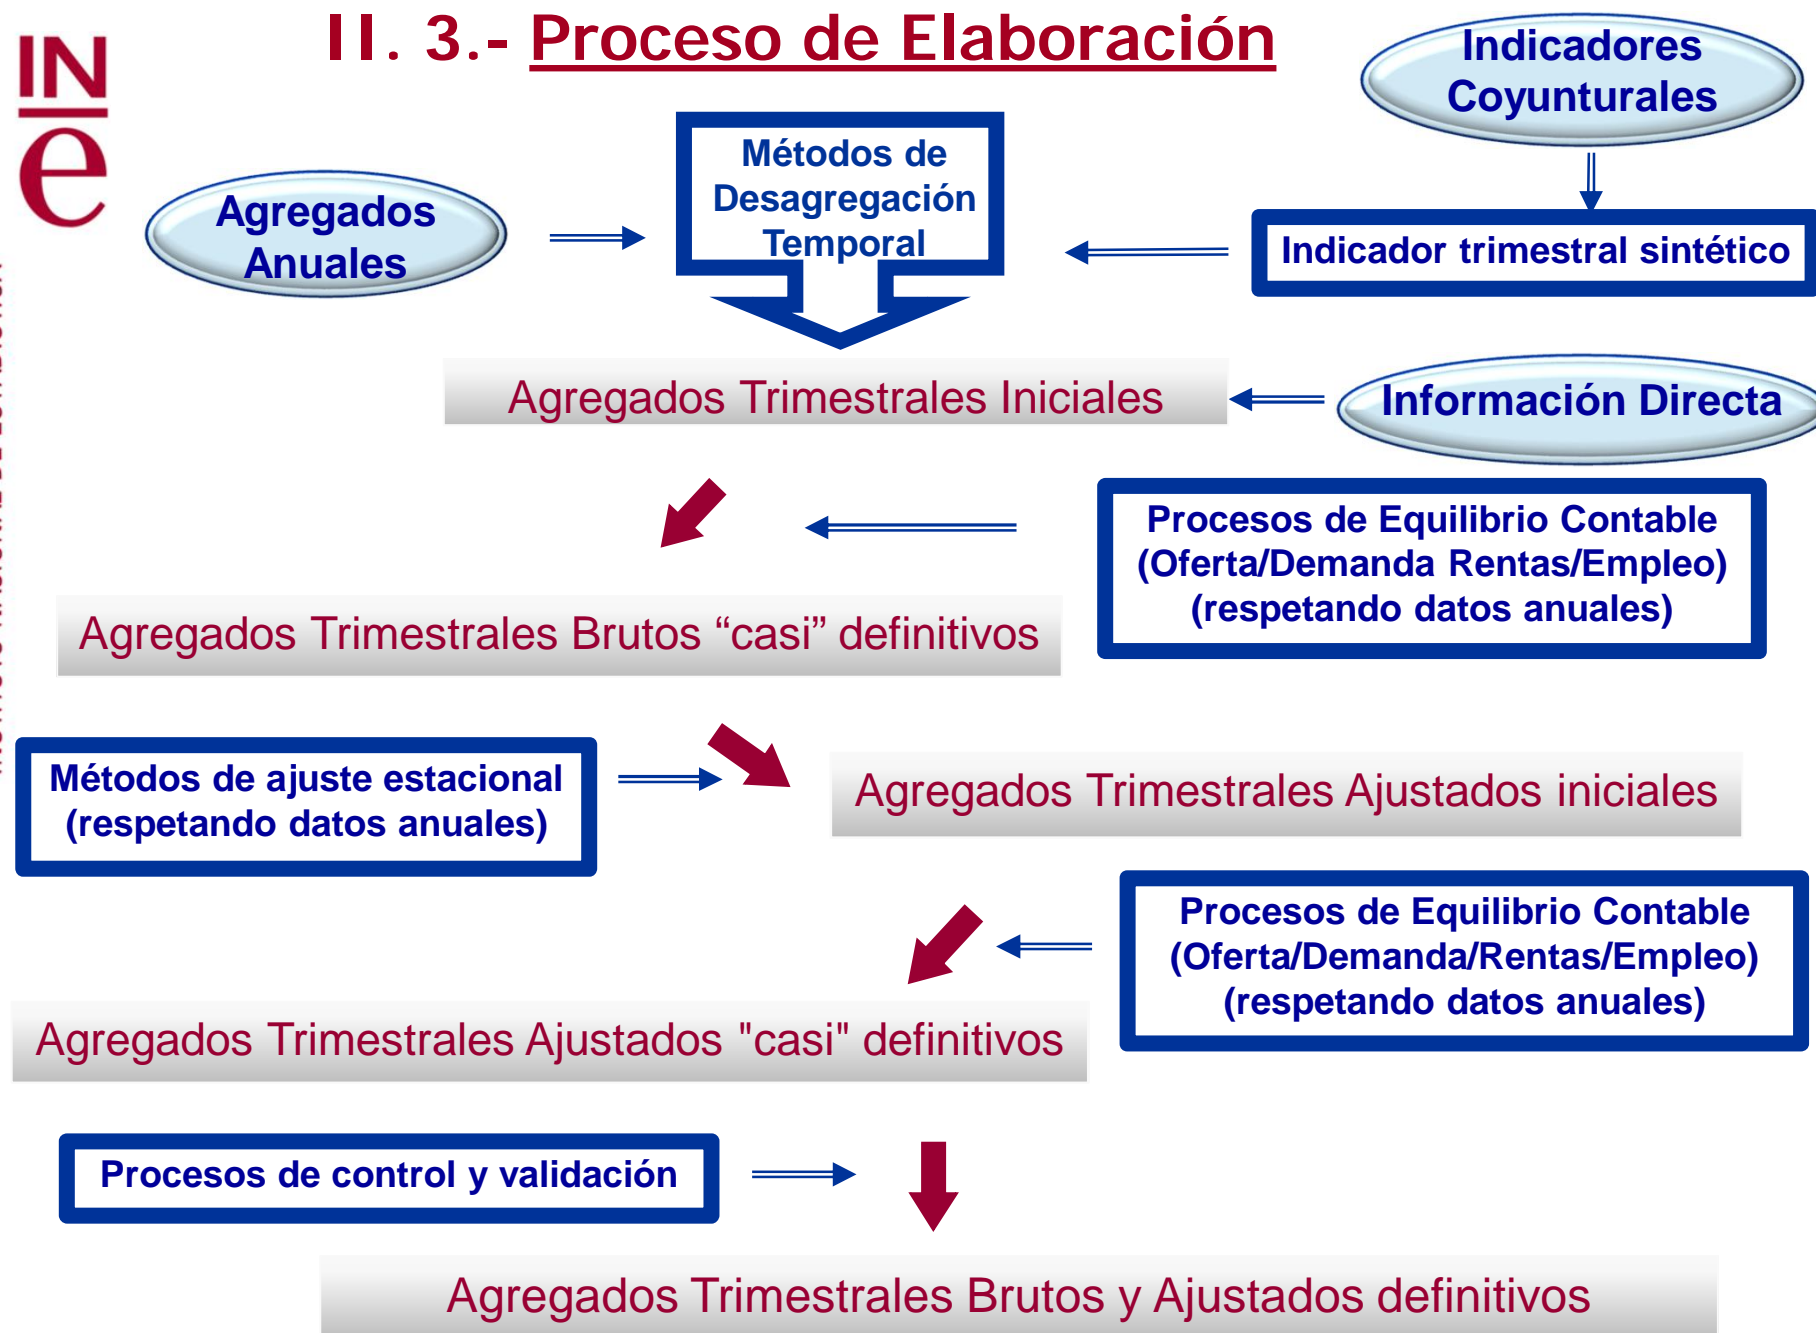 II. 3.- Proceso de Elaboración
INe
Indicadores
Coyunturales
Métodos de
Desagregación
Temporal
Agregados
Anuales
Indicador trimestral sintético
Agregados Trimestrales Iniciales
Información Directa
Procesos de Equilibrio Contable
(Oferta/Demanda Rentas/Empleo)
(respetando datos anuales)
Agregados Trimestrales Brutos “casi” definitivos
Métodos de ajuste estacional
(respetando datos anuales)
Agregados Trimestrales Ajustados iniciales
Procesos de Equilibrio Contable
(Oferta/Demanda/Rentas/Empleo)
(respetando datos anuales)
Agregados Trimestrales Ajustados "casi" definitivos
Procesos de control y validación
Agregados Trimestrales Brutos y Ajustados definitivos